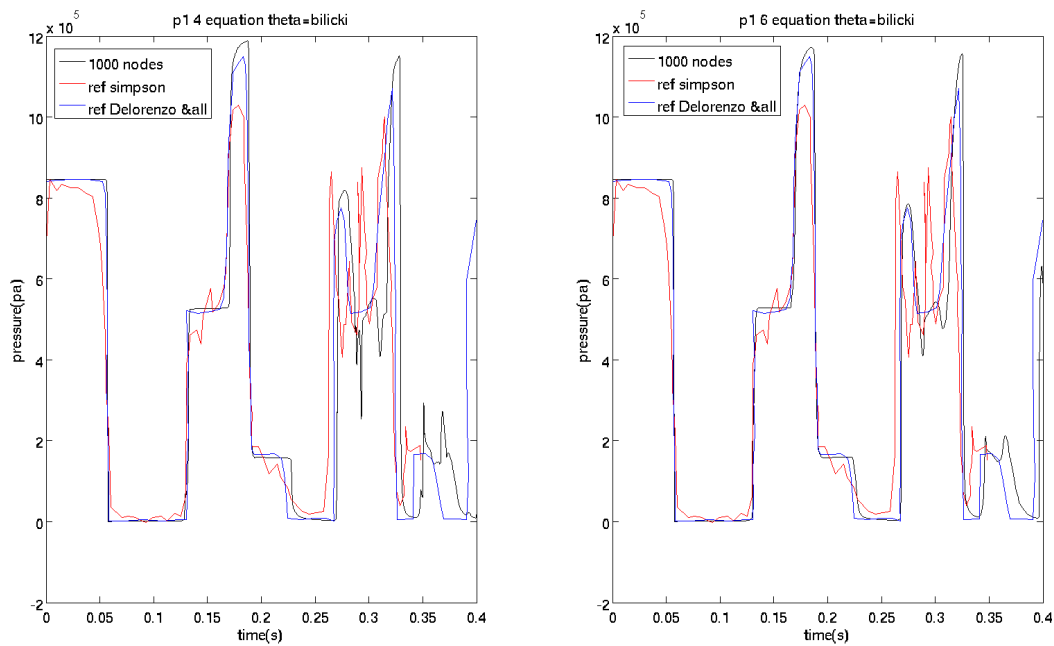 p1 4 equation theta=bilicki
x 10^5
12
10
8
6
4
2
0
-2
pressure(pa)
1000 nodes
ref simpson
ref Delorenzo &all
0 0.05 0.1 0.15 0.2 0.25 0.3 0.35 0.4
time(s)
p1 6 equation theta=bilicki
x 10^5
12
10
8
6
4
2
0
-2
pressure(pa)
1000 nodes
ref simpson
ref Delorenzo &all
0 0.05 0.1 0.15 0.2 0.25 0.3 0.35 0.4
time(s)